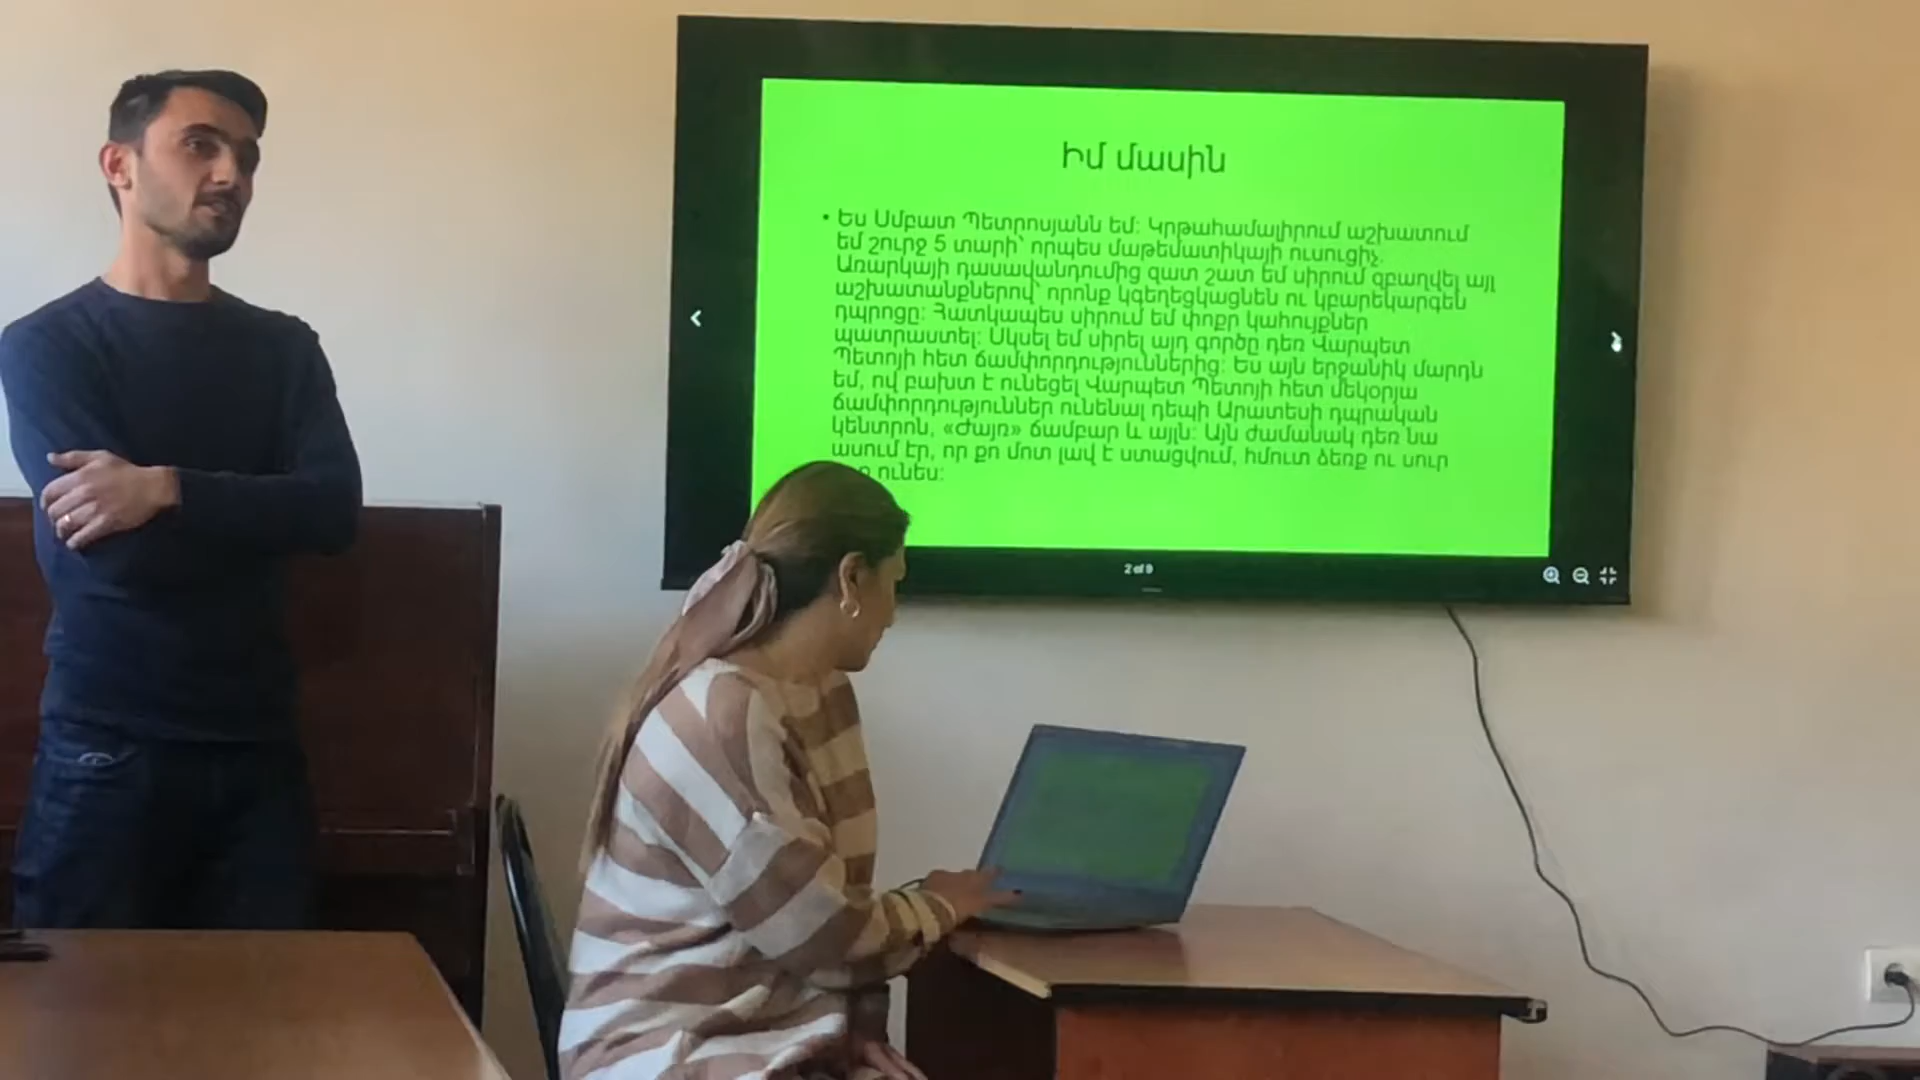 Իմ մասին
• Ես Սմբատ Պետրոսյանն եմ: Կրթահամալիրում աշխատում
եմ շուրջ 5 տարի՝ որպես մաթեմատիկայի ուսուցիչ.
Առարկայի դասավանդումից զատ շատ եմ սիրում զբաղվել այլ
աշխատանքներով՝ որոնք կգեղեցկացնեն ու կբարեկարգեն
դպրոցը: Հատկապես սիրում եմ փոքր կահույքներ
պատրաստել: Սկսել եմ սիրել այդ գործը դեռ Վարպետ
Պետոյի հետ ճամփորդություններից: Ես այն երջանիկ մարդն
եմ, ով բախտ է ունեցել Վարպետ Պետոյի հետ մեկօրյա
ճամփորդություններ ունենալ դեպի Արատեսի դպրական
կենտրոն, «Ժայռ» ճամբար և այլն: Այն ժամանակ դեռ նա
ասում էր, որ քո մոտ լավ է ստացվում, հմուտ ձեռք ու սուր
ունես:
2 of 9